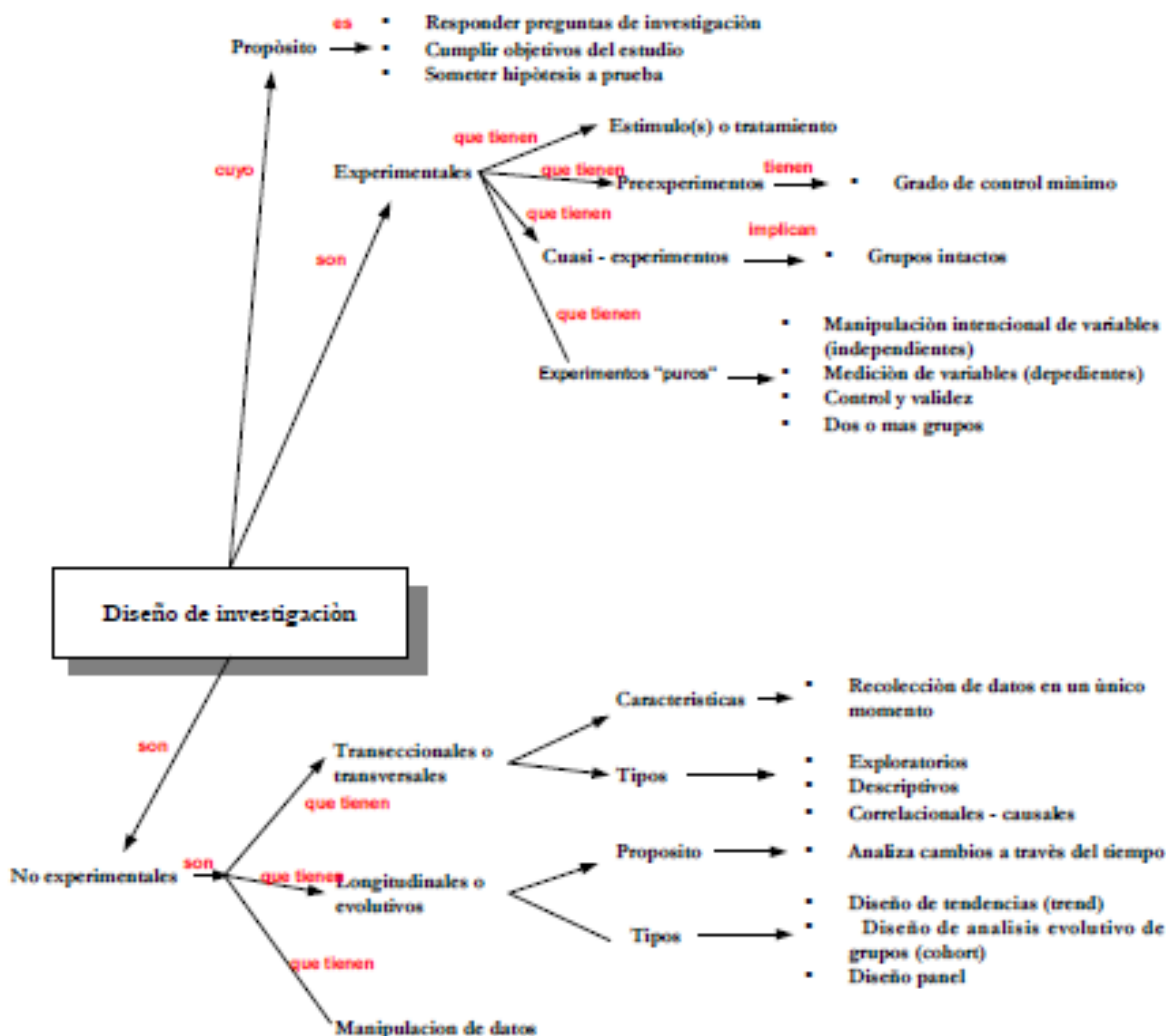 es
▪ Responder preguntas de investigaciòn
Propòsito
▪ Cumplir objetivos del estudio
▪ Someter hipòtesis a prueba
cuyo
son
Experimentales
que tienen
Estimulo(s) o tratamiento
que tienen
Preexperimentos
tienen
▪ Grado de control minimo
que tienen
Cuasi - experimentos
implican
▪ Grupos intactos
que tienen
Experimentos "puros"
▪ Manipulaciòn intencional de variables
(independientes)
▪ Mediciòn de variables (depedientes)
▪ Control y validez
▪ Dos o mas grupos
Diseño de investigaciòn
son
No experimentales
son
que tienen
Transeccionales o
transversales
Caracteristicas
▪ Recolecciòn de datos en un ùnico
momento
Tipos
▪ Exploratorios
▪ Descriptivos
▪ Correlacionales - causales
que tienen
Longitudinales o
evolutivos
Proposito
▪ Analiza cambios a travès del tiempo
Tipos
▪ Diseño de tendencias (trend)
▪ Diseño de analisis evolutivo de
grupos (cohort)
▪ Diseño panel
que tienen
Manipulacion de datos